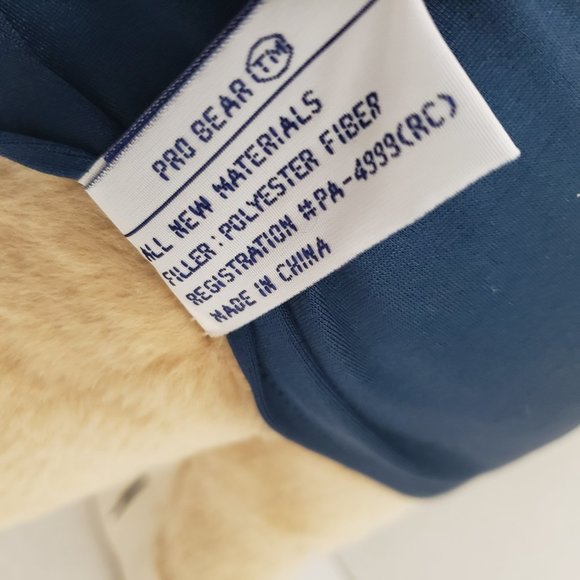 PRO BEAR TM
ALL NEW MATERIALS
FILLER: POLYESTER FIBER
REGISTRATION #PA-4999(RC)
MADE IN CHINA